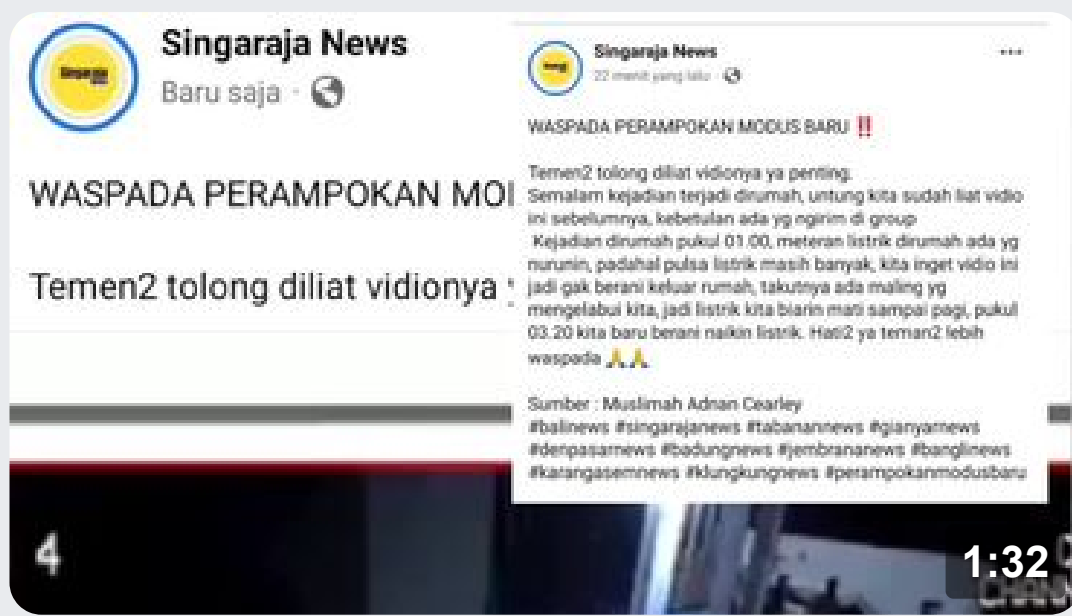 Singaraja News
Baru saja ·
WASPADA PERAMPOKAN MO
Temen2 tolong diliat vidionya
Singaraja News
22 menit yang lalu ·
WASPADA PERAMPOKAN MODUS BARU ‼️
Temen2 tolong diliat vidionya ya penting.
Semalam kejadian terjadi dirumah, untung kita sudah liat vidio
ini sebelumnya, kebetulan ada yg ngirim di group
Kejadian dirumah pukul 01.00, meteran listrik dirumah ada yg
nurunin, padahal pulsa listrik masih banyak, kita inget vidio ini
jadi gak berani keluar rumah, takutnya ada maling yg
mengelabui kita, jadi listrik kita biarin mati sampai pagi, pukul
03.20 kita baru berani naikin listrik. Hati2 ya teman2 lebih
waspada 🙏🙏
Sumber : Muslimah Adnan Cearley
#balinews #singarajanews #tabanannews #gianyarnews
#denpasarnews #badungnews #jembrananews #banglinews
#karangasemnews #klungkungnews #perampokanmodusbaru
4
1:32